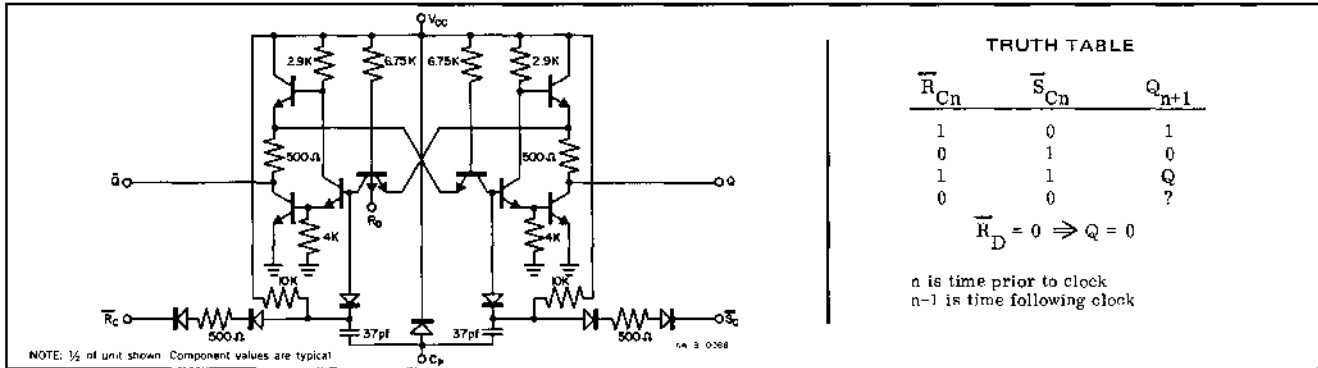 VCC
2.9K
6.75K
6.75K
2.9K
500Ω
500Ω
Q̄
Q
RD
4K
4K
10K
10K
R̄C
500Ω
37pf
37pf
500Ω
S̄C
CP
NOTE: ½ of unit shown. Component values are typical
TRUTH TABLE
R̄Cn S̄Cn Qn+1
1 0 1
0 1 0
1 1 Q
0 0 ?
R̄D = 0 ⇒ Q = 0
n is time prior to clock
n-1 is time following clock